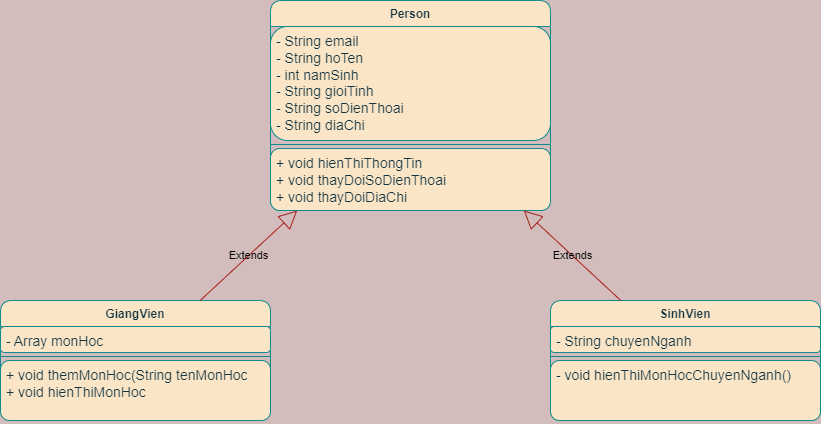 Person
- String email
- String hoTen
- int namSinh
- String gioiTinh
- String soDienThoai
- String diaChi
+ void hienThiThongTin
+ void thayDoiSoDienThoai
+ void thayDoiDiaChi
Extends
Extends
GiangVien
- Array monHoc
+ void themMonHoc(String tenMonHoc
+ void hienThiMonHoc
SinhVien
- String chuyenNganh
- void hienThiMonHocChuyenNganh()